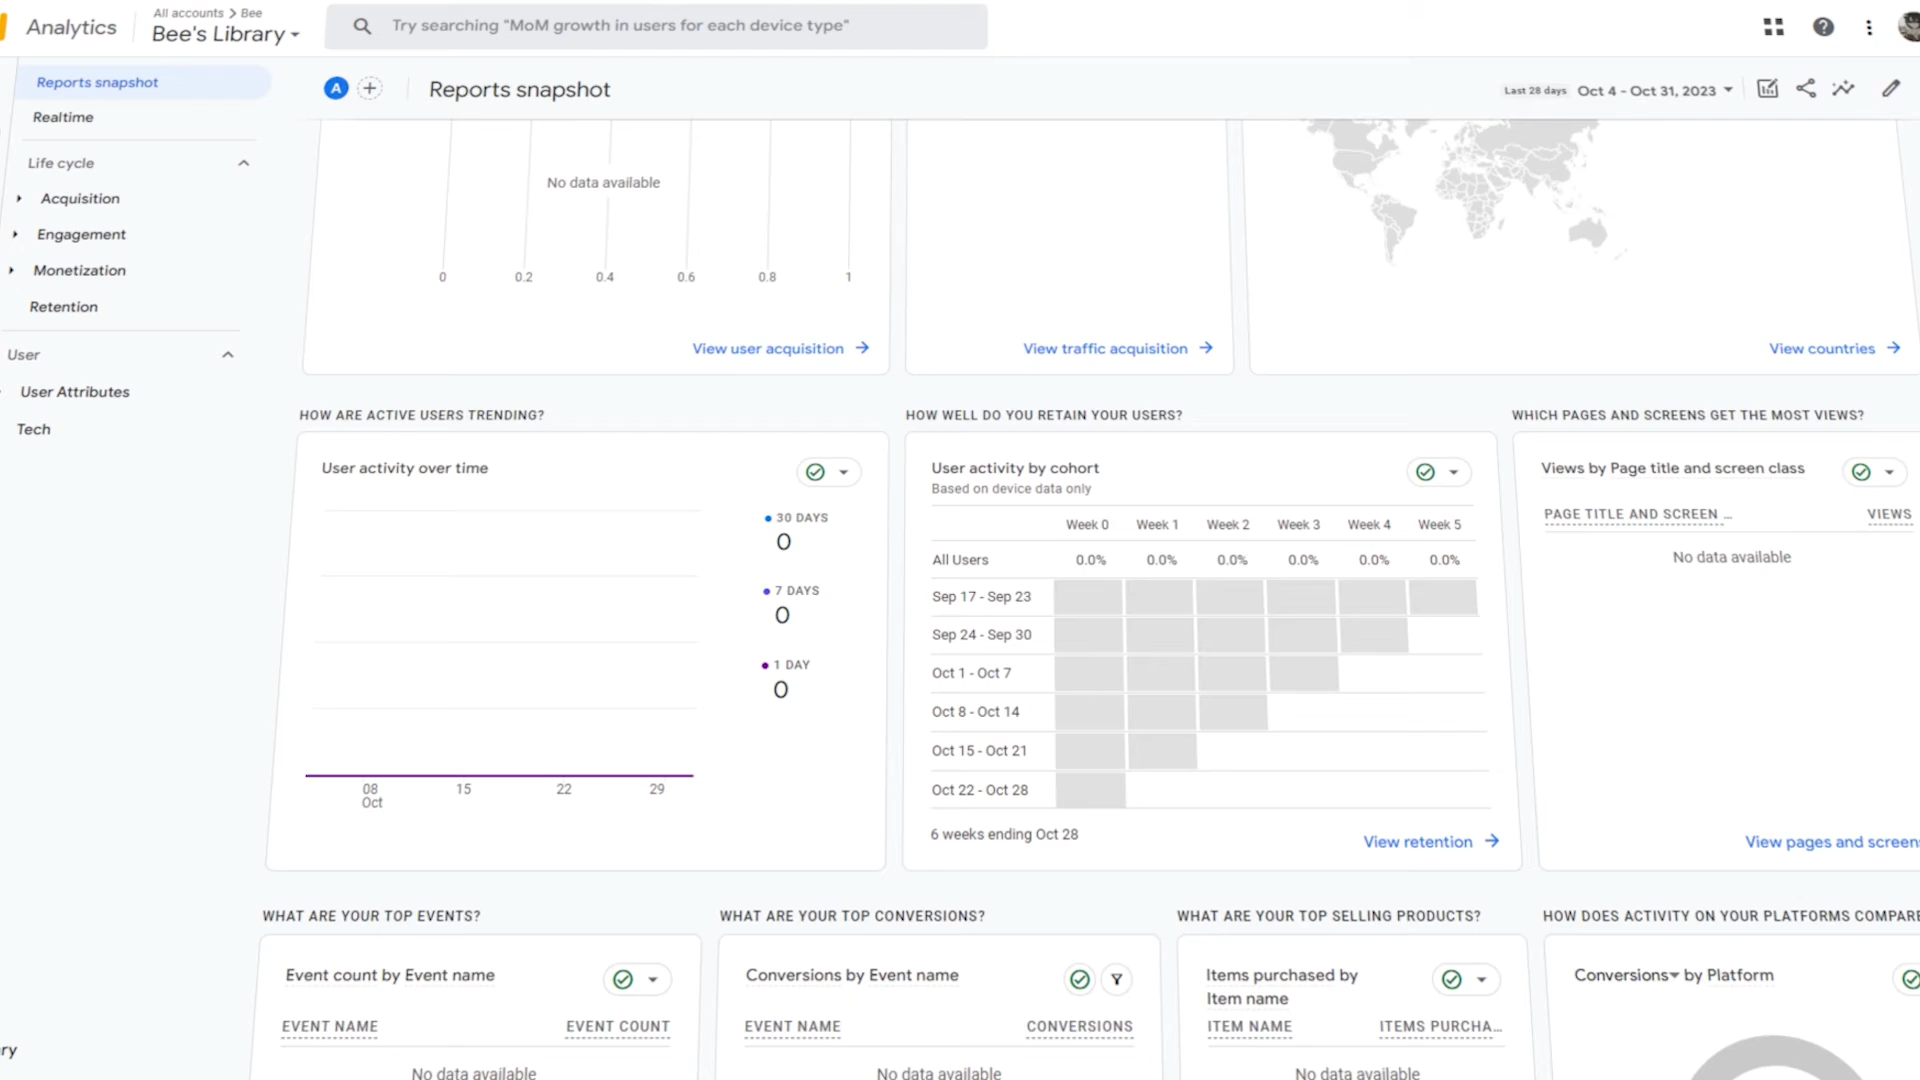 Analytics
All accounts > Bee
Bee's Library
Try searching "MoM growth in users for each device type"
Reports snapshot
Realtime
Life cycle
Acquisition
Engagement
Monetization
Retention
User
User Attributes
Tech
A
Reports snapshot
Last 28 days Oct 4 - Oct 31, 2023
No data available
0 0.2 0.4 0.6 0.8 1
View user acquisition
View traffic acquisition
View countries
HOW ARE ACTIVE USERS TRENDING?
User activity over time
30 DAYS
0
7 DAYS
0
1 DAY
0
08 15 22 29
Oct
HOW WELL DO YOU RETAIN YOUR USERS?
User activity by cohort
Based on device data only
Week 0 Week 1 Week 2 Week 3 Week 4 Week 5
All Users 0.0% 0.0% 0.0% 0.0% 0.0% 0.0%
Sep 17 - Sep 23
Sep 24 - Sep 30
Oct 1 - Oct 7
Oct 8 - Oct 14
Oct 15 - Oct 21
Oct 22 - Oct 28
6 weeks ending Oct 28
View retention
WHICH PAGES AND SCREENS GET THE MOST VIEWS?
Views by Page title and screen class
PAGE TITLE AND SCREEN … VIEWS
No data available
View pages and screens
WHAT ARE YOUR TOP EVENTS?
Event count by Event name
EVENT NAME EVENT COUNT
No data available
WHAT ARE YOUR TOP CONVERSIONS?
Conversions by Event name
EVENT NAME CONVERSIONS
No data available
WHAT ARE YOUR TOP SELLING PRODUCTS?
Items purchased by
Item name
ITEM NAME ITEMS PURCHA…
No data available
HOW DOES ACTIVITY ON YOUR PLATFORMS COMPARE
Conversions by Platform
ry